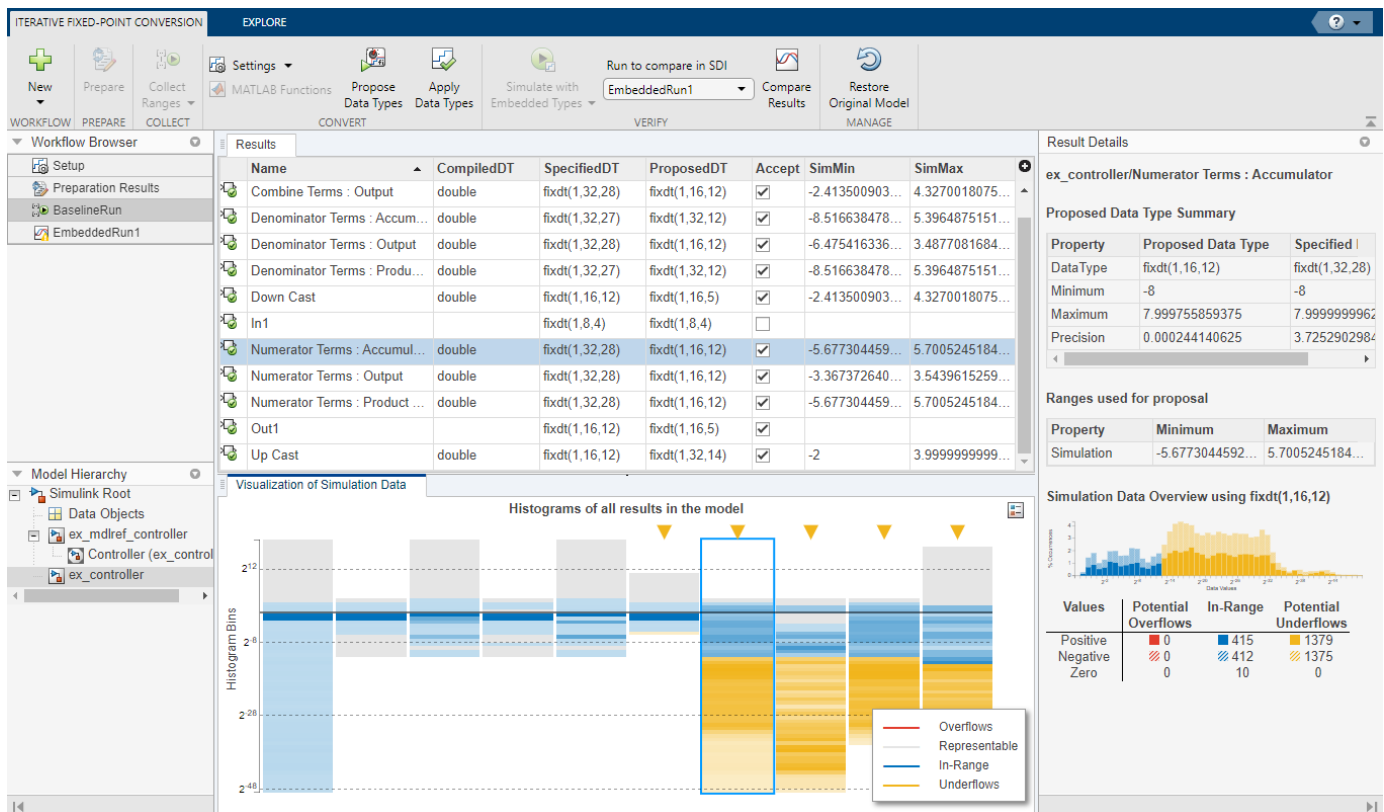 ITERATIVE FIXED-POINT CONVERSION EXPLORE
?
New Prepare Collect Ranges
Settings
MATLAB Functions
Propose Data Types
Apply Data Types
Simulate with Embedded Types
Run to compare in SDI
EmbeddedRun1
Compare Results
Restore Original Model
WORKFLOW PREPARE COLLECT CONVERT VERIFY MANAGE
Workflow Browser
Setup
Preparation Results
BaselineRun
EmbeddedRun1
Model Hierarchy
Simulink Root
Data Objects
ex_mdlref_controller
Controller (ex_control
ex_controller
Results
Name CompiledDT SpecifiedDT ProposedDT Accept SimMin SimMax
Combine Terms : Output double fixdt(1,32,28) fixdt(1,16,12) -2.413500903... 4.3270018075...
Denominator Terms : Accum... double fixdt(1,32,27) fixdt(1,32,12) -8.516638478... 5.3964875151...
Denominator Terms : Output double fixdt(1,32,28) fixdt(1,16,12) -6.475416336... 3.4877081684...
Denominator Terms : Produ... double fixdt(1,32,27) fixdt(1,32,12) -8.516638478... 5.3964875151...
Down Cast double fixdt(1,16,12) fixdt(1,16,5) -2.413500903... 4.3270018075...
In1 fixdt(1,8,4) fixdt(1,8,4)
Numerator Terms : Accumul... double fixdt(1,32,28) fixdt(1,16,12) -5.677304459... 5.7005245184...
Numerator Terms : Output double fixdt(1,32,28) fixdt(1,16,12) -3.367372640... 3.5439615259...
Numerator Terms : Product ... double fixdt(1,32,28) fixdt(1,16,12) -5.677304459... 5.7005245184...
Out1 fixdt(1,16,12) fixdt(1,16,5)
Up Cast double fixdt(1,16,12) fixdt(1,32,14) -2 3.9999999999...
Visualization of Simulation Data
Histograms of all results in the model
Histogram Bins
2^12
2^-8
2^-28
2^-48
Overflows
Representable
In-Range
Underflows
Result Details
ex_controller/Numerator Terms : Accumulator
Proposed Data Type Summary
Property Proposed Data Type Specified
DataType fixdt(1,16,12) fixdt(1,32,28)
Minimum -8 -8
Maximum 7.999755859375 7.9999999962
Precision 0.000244140625 3.7252902984
Ranges used for proposal
Property Minimum Maximum
Simulation -5.6773044592... 5.7005245184...
Simulation Data Overview using fixdt(1,16,12)
% Occurrences
4
3
2
1
0
Data Values
Values Potential Overflows In-Range Potential Underflows
Positive 0 415 1379
Negative 0 412 1375
Zero 0 10 0